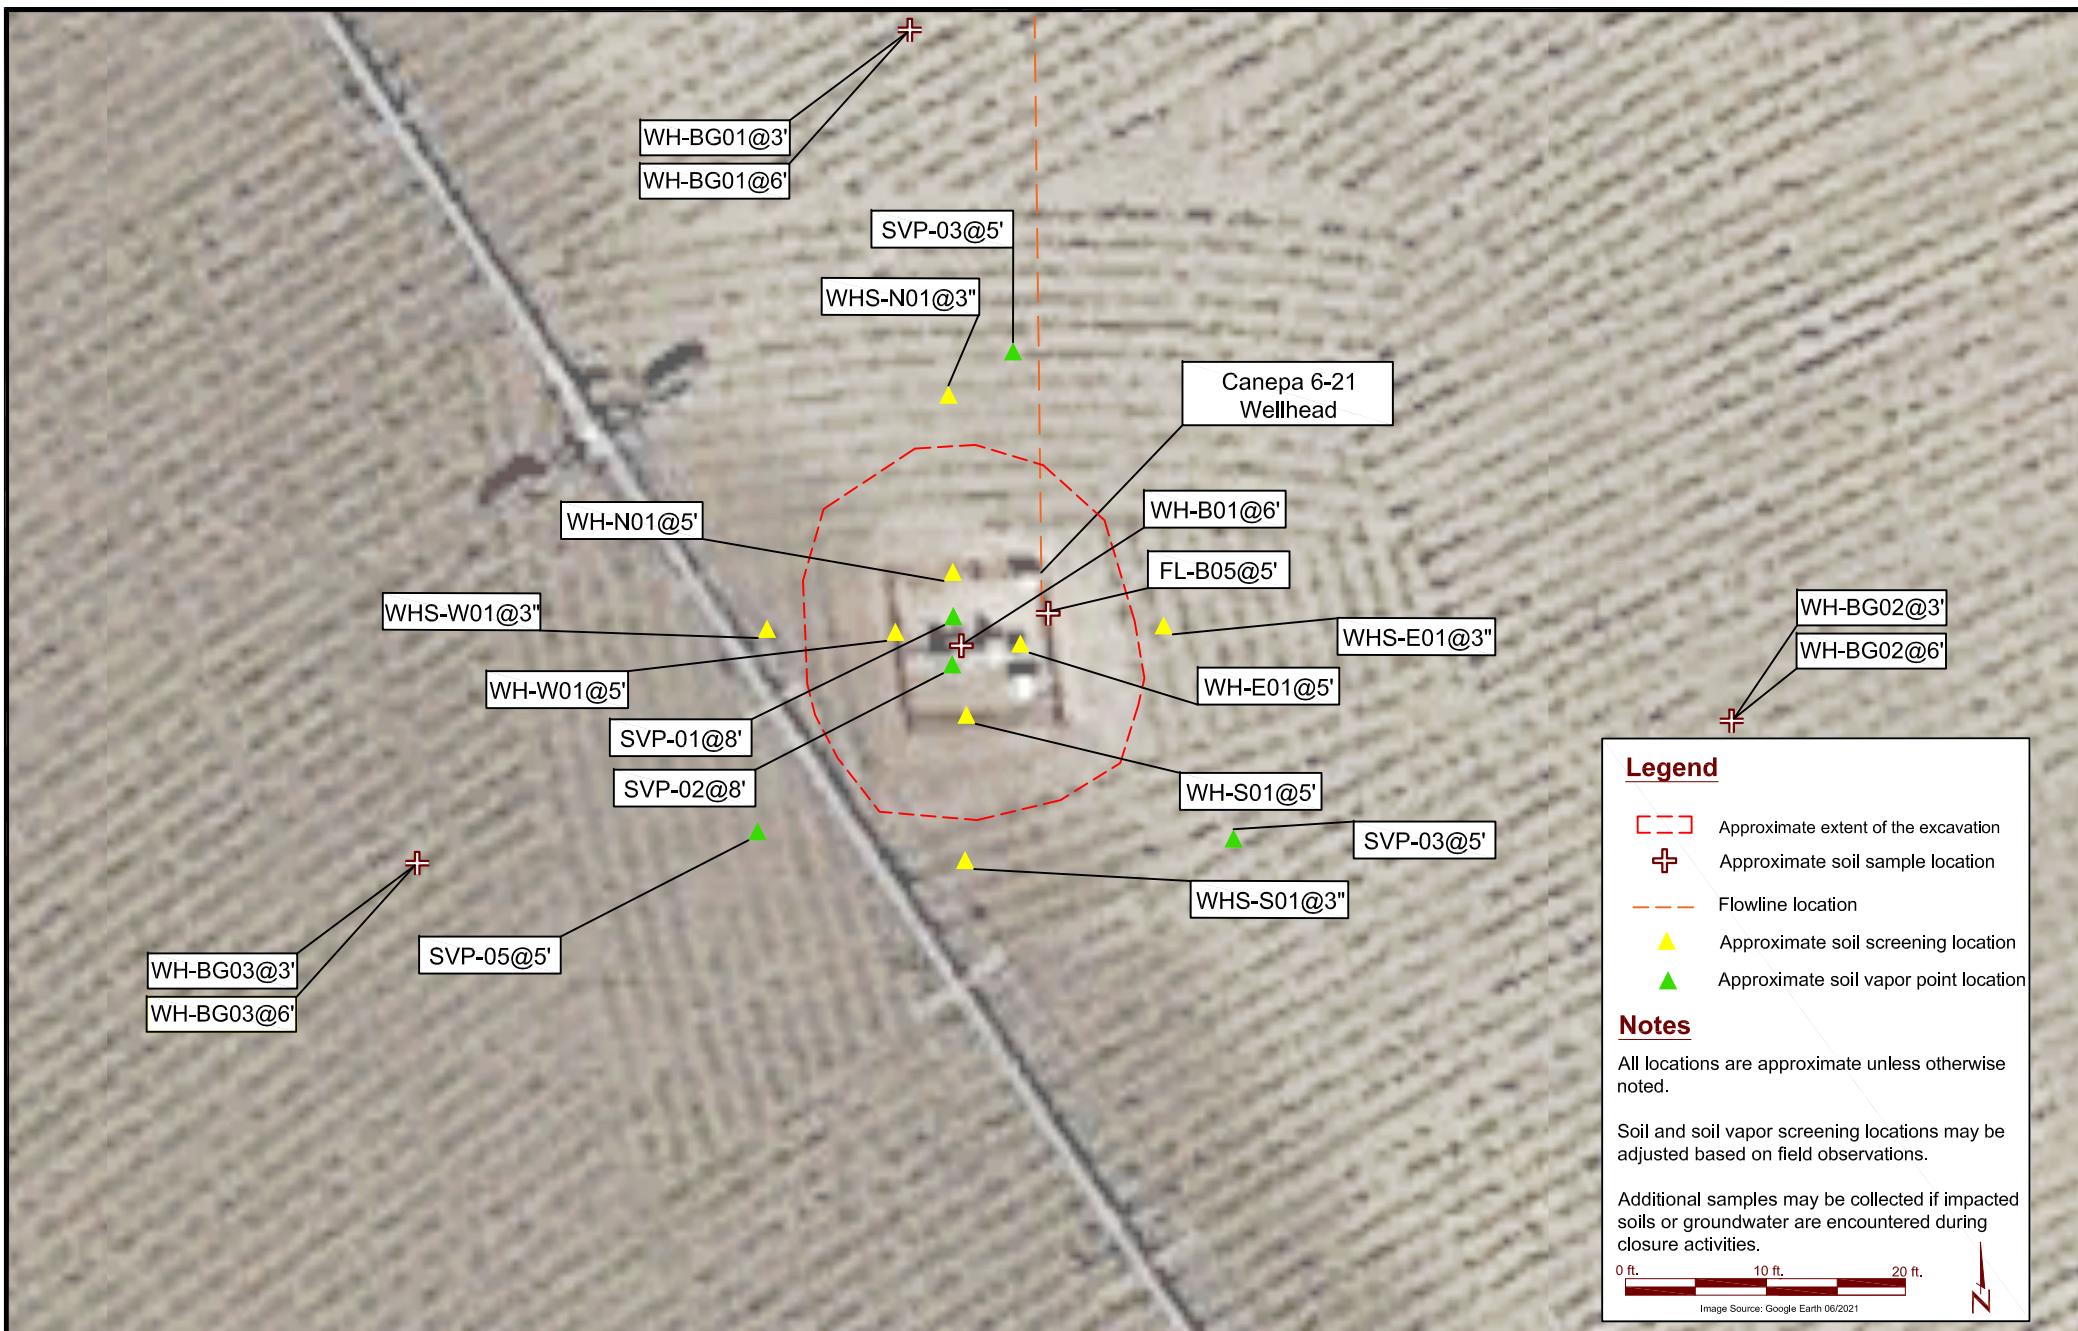 WH-BG01@3'
WH-BG01@6'
SVP-03@5'
WHS-N01@3"
Canepa 6-21
Wellhead
WH-N01@5'
WH-B01@6'
FL-B05@5'
WHS-W01@3"
WHS-E01@3"
WH-BG02@3'
WH-BG02@6'
WH-W01@5'
WH-E01@5'
SVP-01@8'
SVP-02@8'
WH-S01@5'
SVP-03@5'
WHS-S01@3"
SVP-05@5'
WH-BG03@3'
WH-BG03@6'
Legend
Approximate extent of the excavation
Approximate soil sample location
Flowline location
Approximate soil screening location
Approximate soil vapor point location
Notes
All locations are approximate unless otherwise
noted.
Soil and soil vapor screening locations may be
adjusted based on field observations.
Additional samples may be collected if impacted
soils or groundwater are encountered during
closure activities.
0 ft. 10 ft. 20 ft.
Image Source: Google Earth 06/2021
N